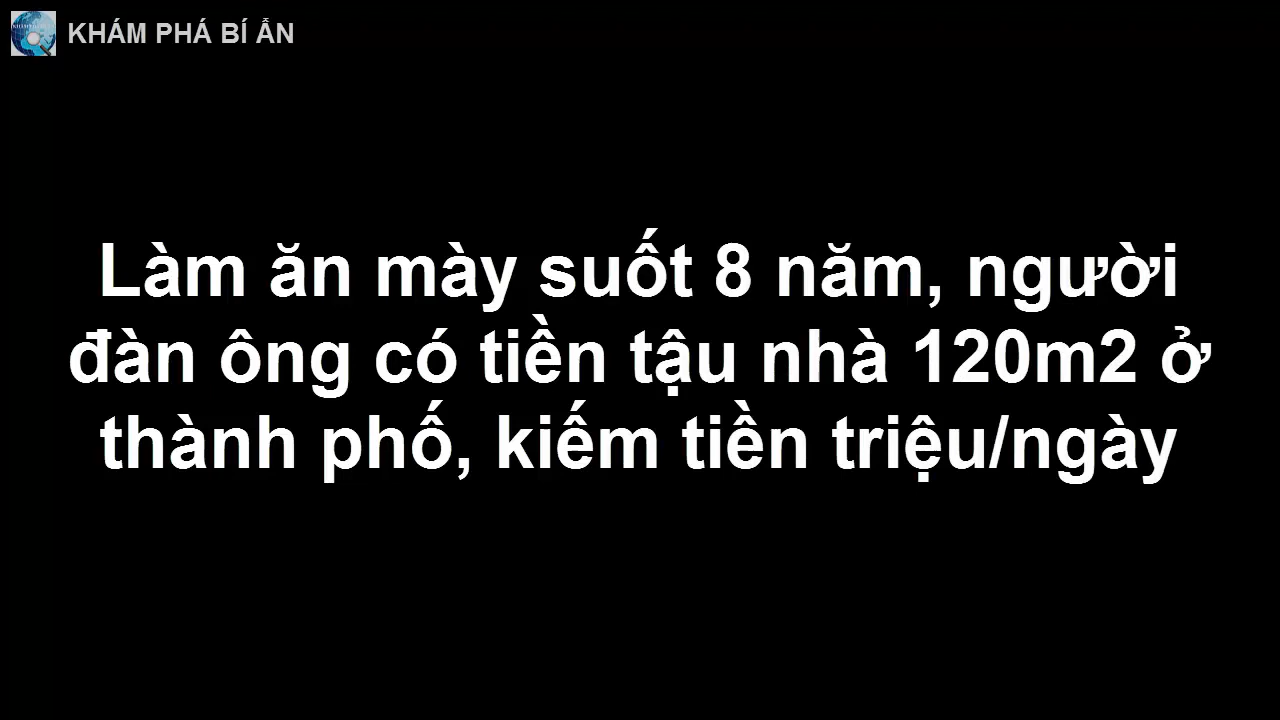 KHÁM PHÁ BÍ ẨN
Làm ăn mày suốt 8 năm, người
đàn ông có tiền tậu nhà 120m2 ở
thành phố, kiếm tiền triệu/ngày